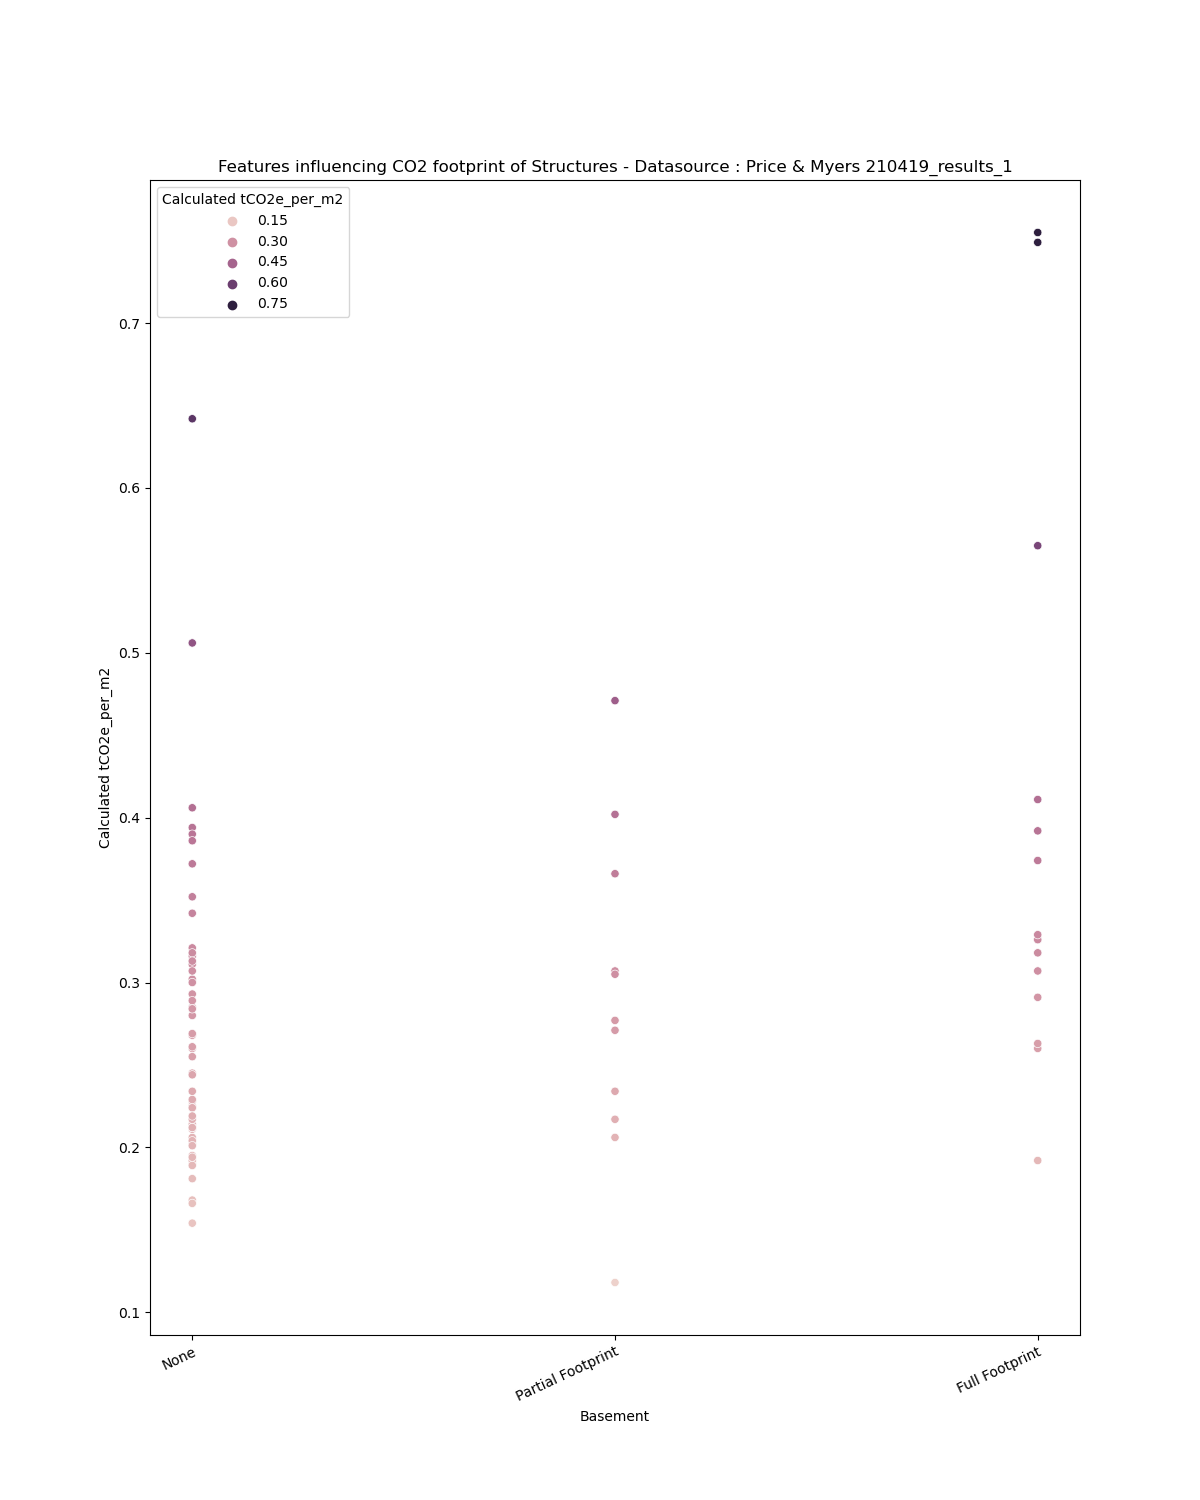 Features influencing CO2 footprint of Structures - Datasource : Price & Myers 210419_results_1
Calculated tCO2e_per_m2
0.15
0.30
0.45
0.60
0.75
0.7
0.6
0.5
0.4
0.3
0.2
0.1
Calculated tCO2e_per_m2
None
Partial Footprint
Full Footprint
Basement